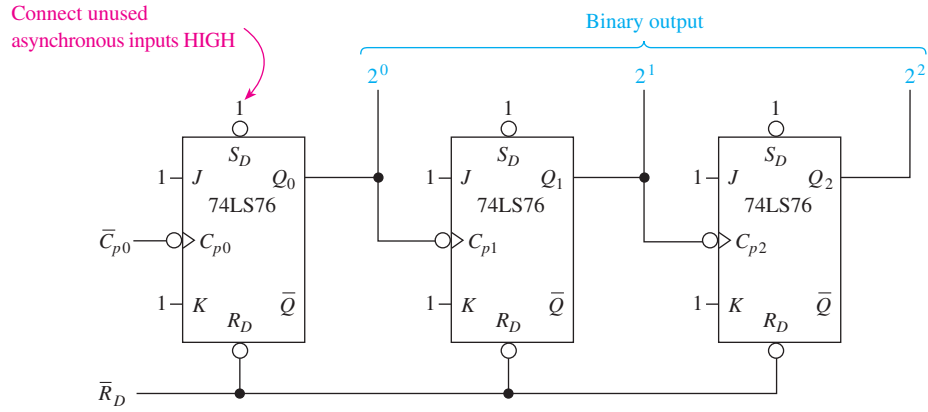 Connect unused
asynchronous inputs HIGH
Binary output
2⁰ 2¹ 2²
1 1 1
S_D S_D S_D
1 J Q₀ 1 J Q₁ 1 J Q₂
74LS76 74LS76 74LS76
C̅_p0 C_p0 C_p1 C_p2
1 K Q̅ 1 K Q̅ 1 K Q̅
R_D R_D R_D
R̅_D